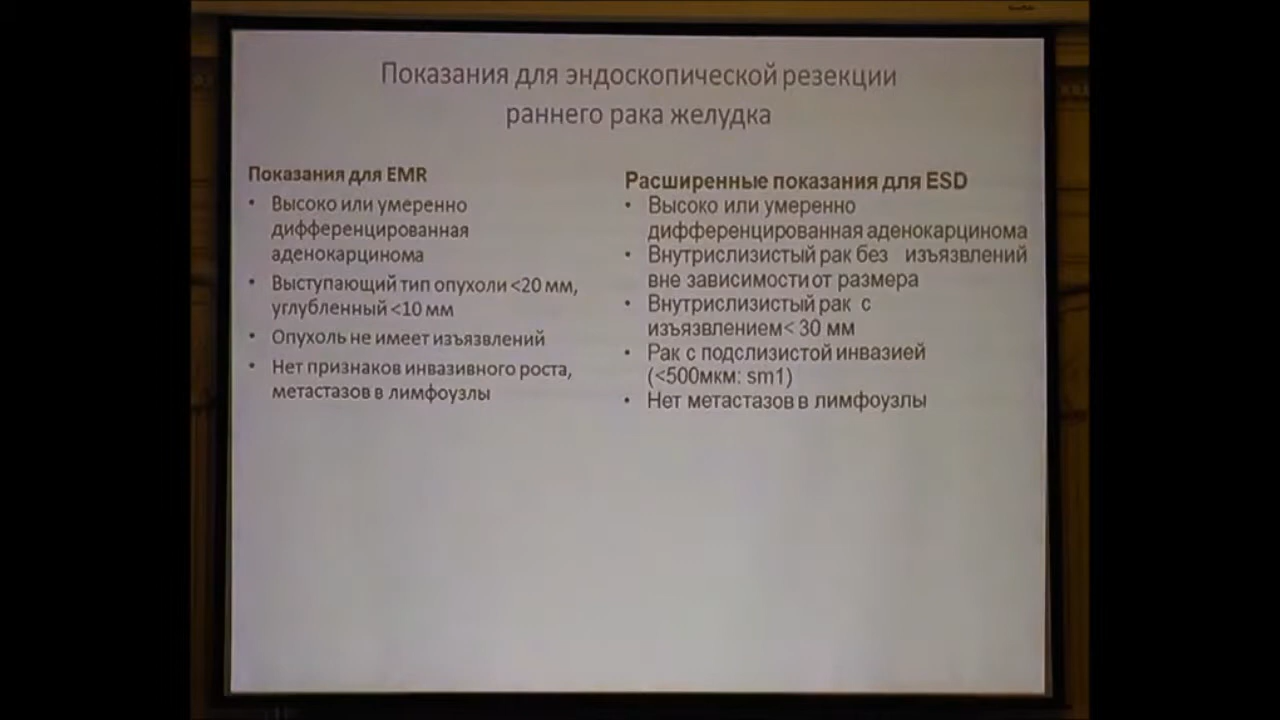 Показания для эндоскопической резекции
раннего рака желудка
Показания для EMR
• Высоко или умеренно
дифференцированная
аденокарцинома
• Выступающий тип опухоли <20 мм,
углубленный <10 мм
• Опухоль не имеет изъязвлений
• Нет признаков инвазивного роста,
метастазов в лимфоузлы
Расширенные показания для ESD
• Высоко или умеренно
дифференцированная аденокарцинома
• Внутрислизистый рак без изъязвлений
вне зависимости от размера
• Внутрислизистый рак с
изъязвлением< 30 мм
• Рак с подслизистой инвазией
(<500мкм: sm1)
• Нет метастазов в лимфоузлы